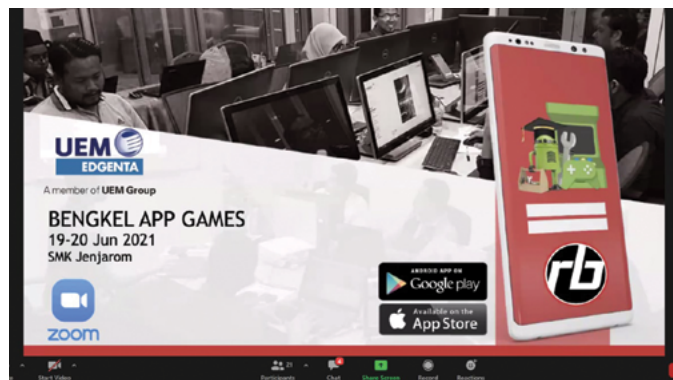 UEM
EDGENTA
A member of UEM Group
BENGKEL APP GAMES
19-20 Jun 2021
SMK Jenjarom
zoom
ANDROID APP ON
Google play
Available on the
App Store
rb
Start Video
21
Participants
Chat
Share Screen
Record
Reactions